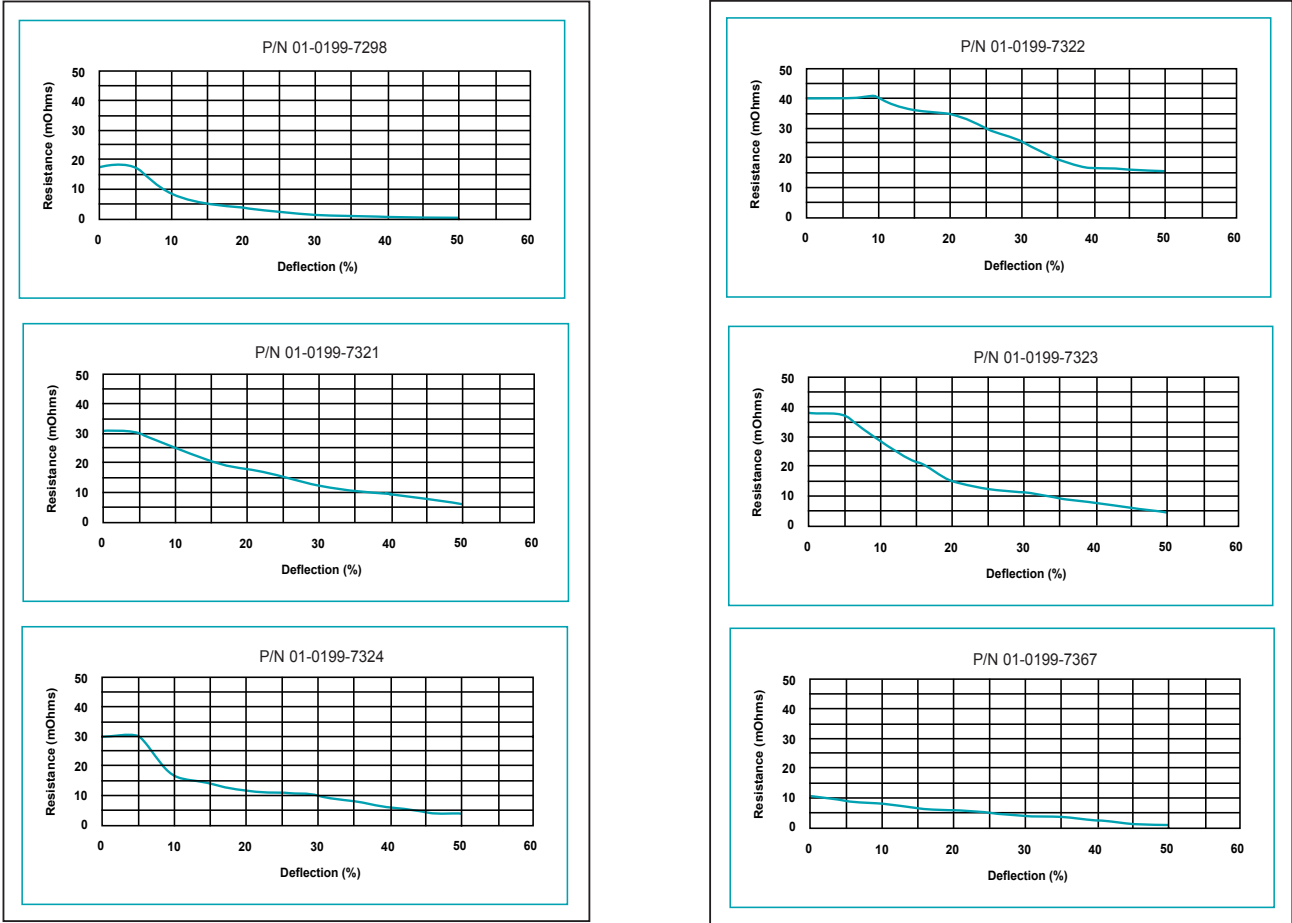 P/N 01-0199-7298
Resistance (mOhms)
50
40
30
20
10
0
0 10 20 30 40 50 60
Deflection (%)
P/N 01-0199-7321
Resistance (mOhms)
50
40
30
20
10
0
0 10 20 30 40 50 60
Deflection (%)
P/N 01-0199-7324
Resistance (mOhms)
50
40
30
20
10
0
0 10 20 30 40 50 60
Deflection (%)
P/N 01-0199-7322
Resistance (mOhms)
50
40
30
20
10
0
0 10 20 30 40 50 60
Deflection (%)
P/N 01-0199-7323
Resistance (mOhms)
50
40
30
20
10
0
0 10 20 30 40 50 60
Deflection (%)
P/N 01-0199-7367
Resistance (mOhms)
50
40
30
20
10
0
0 10 20 30 40 50 60
Deflection (%)